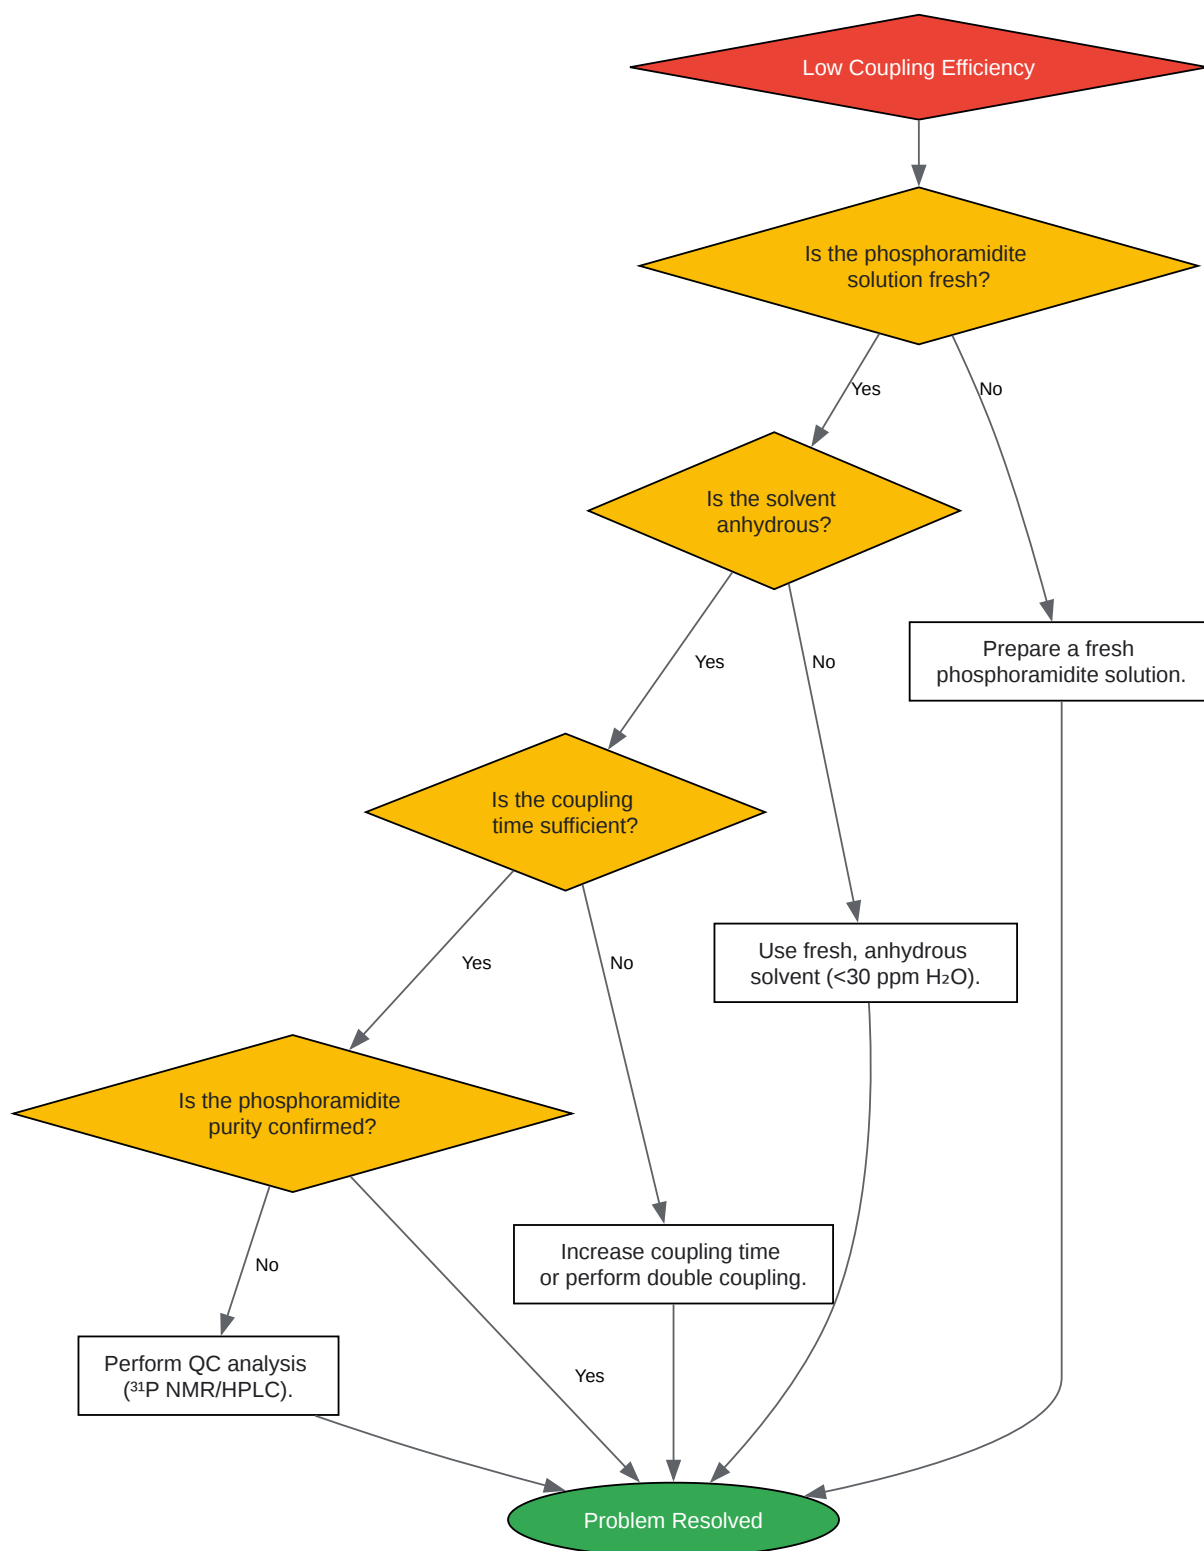 Low Coupling Efficiency
Is the phosphoramidite
solution fresh?
Yes
No
Is the solvent
anhydrous?
Yes
No
Prepare a fresh
phosphoramidite solution.
Is the coupling
time sufficient?
Yes
No
Use fresh, anhydrous
solvent (<30 ppm H₂O).
Is the phosphoramidite
purity confirmed?
No
Yes
Increase coupling time
or perform double coupling.
Perform QC analysis
(³¹P NMR/HPLC).
Problem Resolved